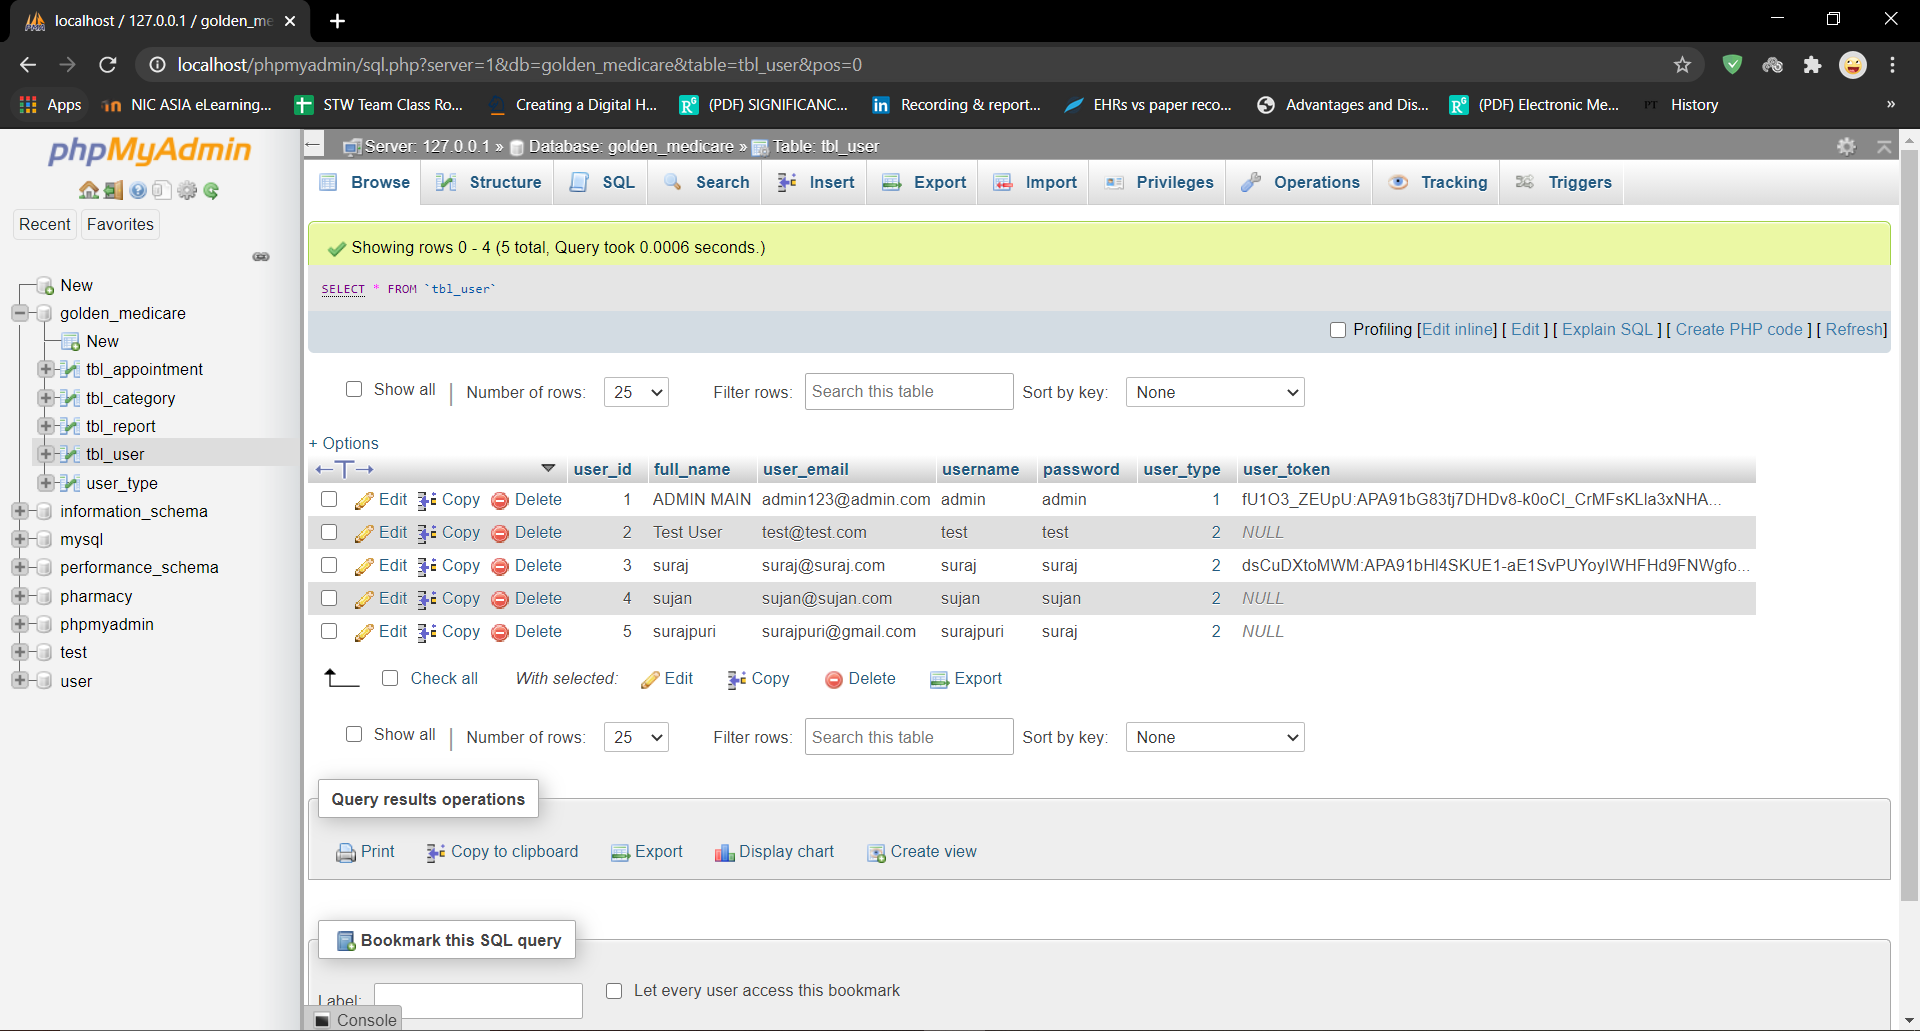 localhost / 127.0.0.1 / golden_me
localhost/phpmyadmin/sql.php?server=1&db=golden_medicare&table=tbl_user&pos=0
Apps NIC ASIA eLearning... STW Team Class Ro... Creating a Digital H... (PDF) SIGNIFICANC... Recording & report... EHRs vs paper reco... Advantages and Dis... (PDF) Electronic Me... PT History »
phpMyAdmin
Recent Favorites
New
golden_medicare
New
tbl_appointment
tbl_category
tbl_report
tbl_user
user_type
information_schema
mysql
performance_schema
pharmacy
phpmyadmin
test
user
Server: 127.0.0.1 » Database: golden_medicare » Table: tbl_user
Browse Structure SQL Search Insert Export Import Privileges Operations Tracking Triggers
Showing rows 0 - 4 (5 total, Query took 0.0006 seconds.)
SELECT * FROM `tbl_user`
Profiling [Edit inline] [ Edit ] [ Explain SQL ] [ Create PHP code ] [ Refresh]
Show all | Number of rows: 25 Filter rows: Search this table Sort by key: None
+ Options
←T→ user_id full_name user_email username password user_type user_token
Edit Copy Delete 1 ADMIN MAIN admin123@admin.com admin admin 1 fU1O3_ZEUpU:APA91bG83tj7DHDv8-k0oCI_CrMFsKLla3xNHA...
Edit Copy Delete 2 Test User test@test.com test test 2 NULL
Edit Copy Delete 3 suraj suraj@suraj.com suraj suraj 2 dsCuDXtoMWM:APA91bHl4SKUE1-aE1SvPUYoylWHFHd9FNWgfo...
Edit Copy Delete 4 sujan sujan@sujan.com sujan sujan 2 NULL
Edit Copy Delete 5 surajpuri surajpuri@gmail.com surajpuri suraj 2 NULL
Check all With selected: Edit Copy Delete Export
Show all | Number of rows: 25 Filter rows: Search this table Sort by key: None
Query results operations
Print Copy to clipboard Export Display chart Create view
Bookmark this SQL query
Label: Let every user access this bookmark
Console